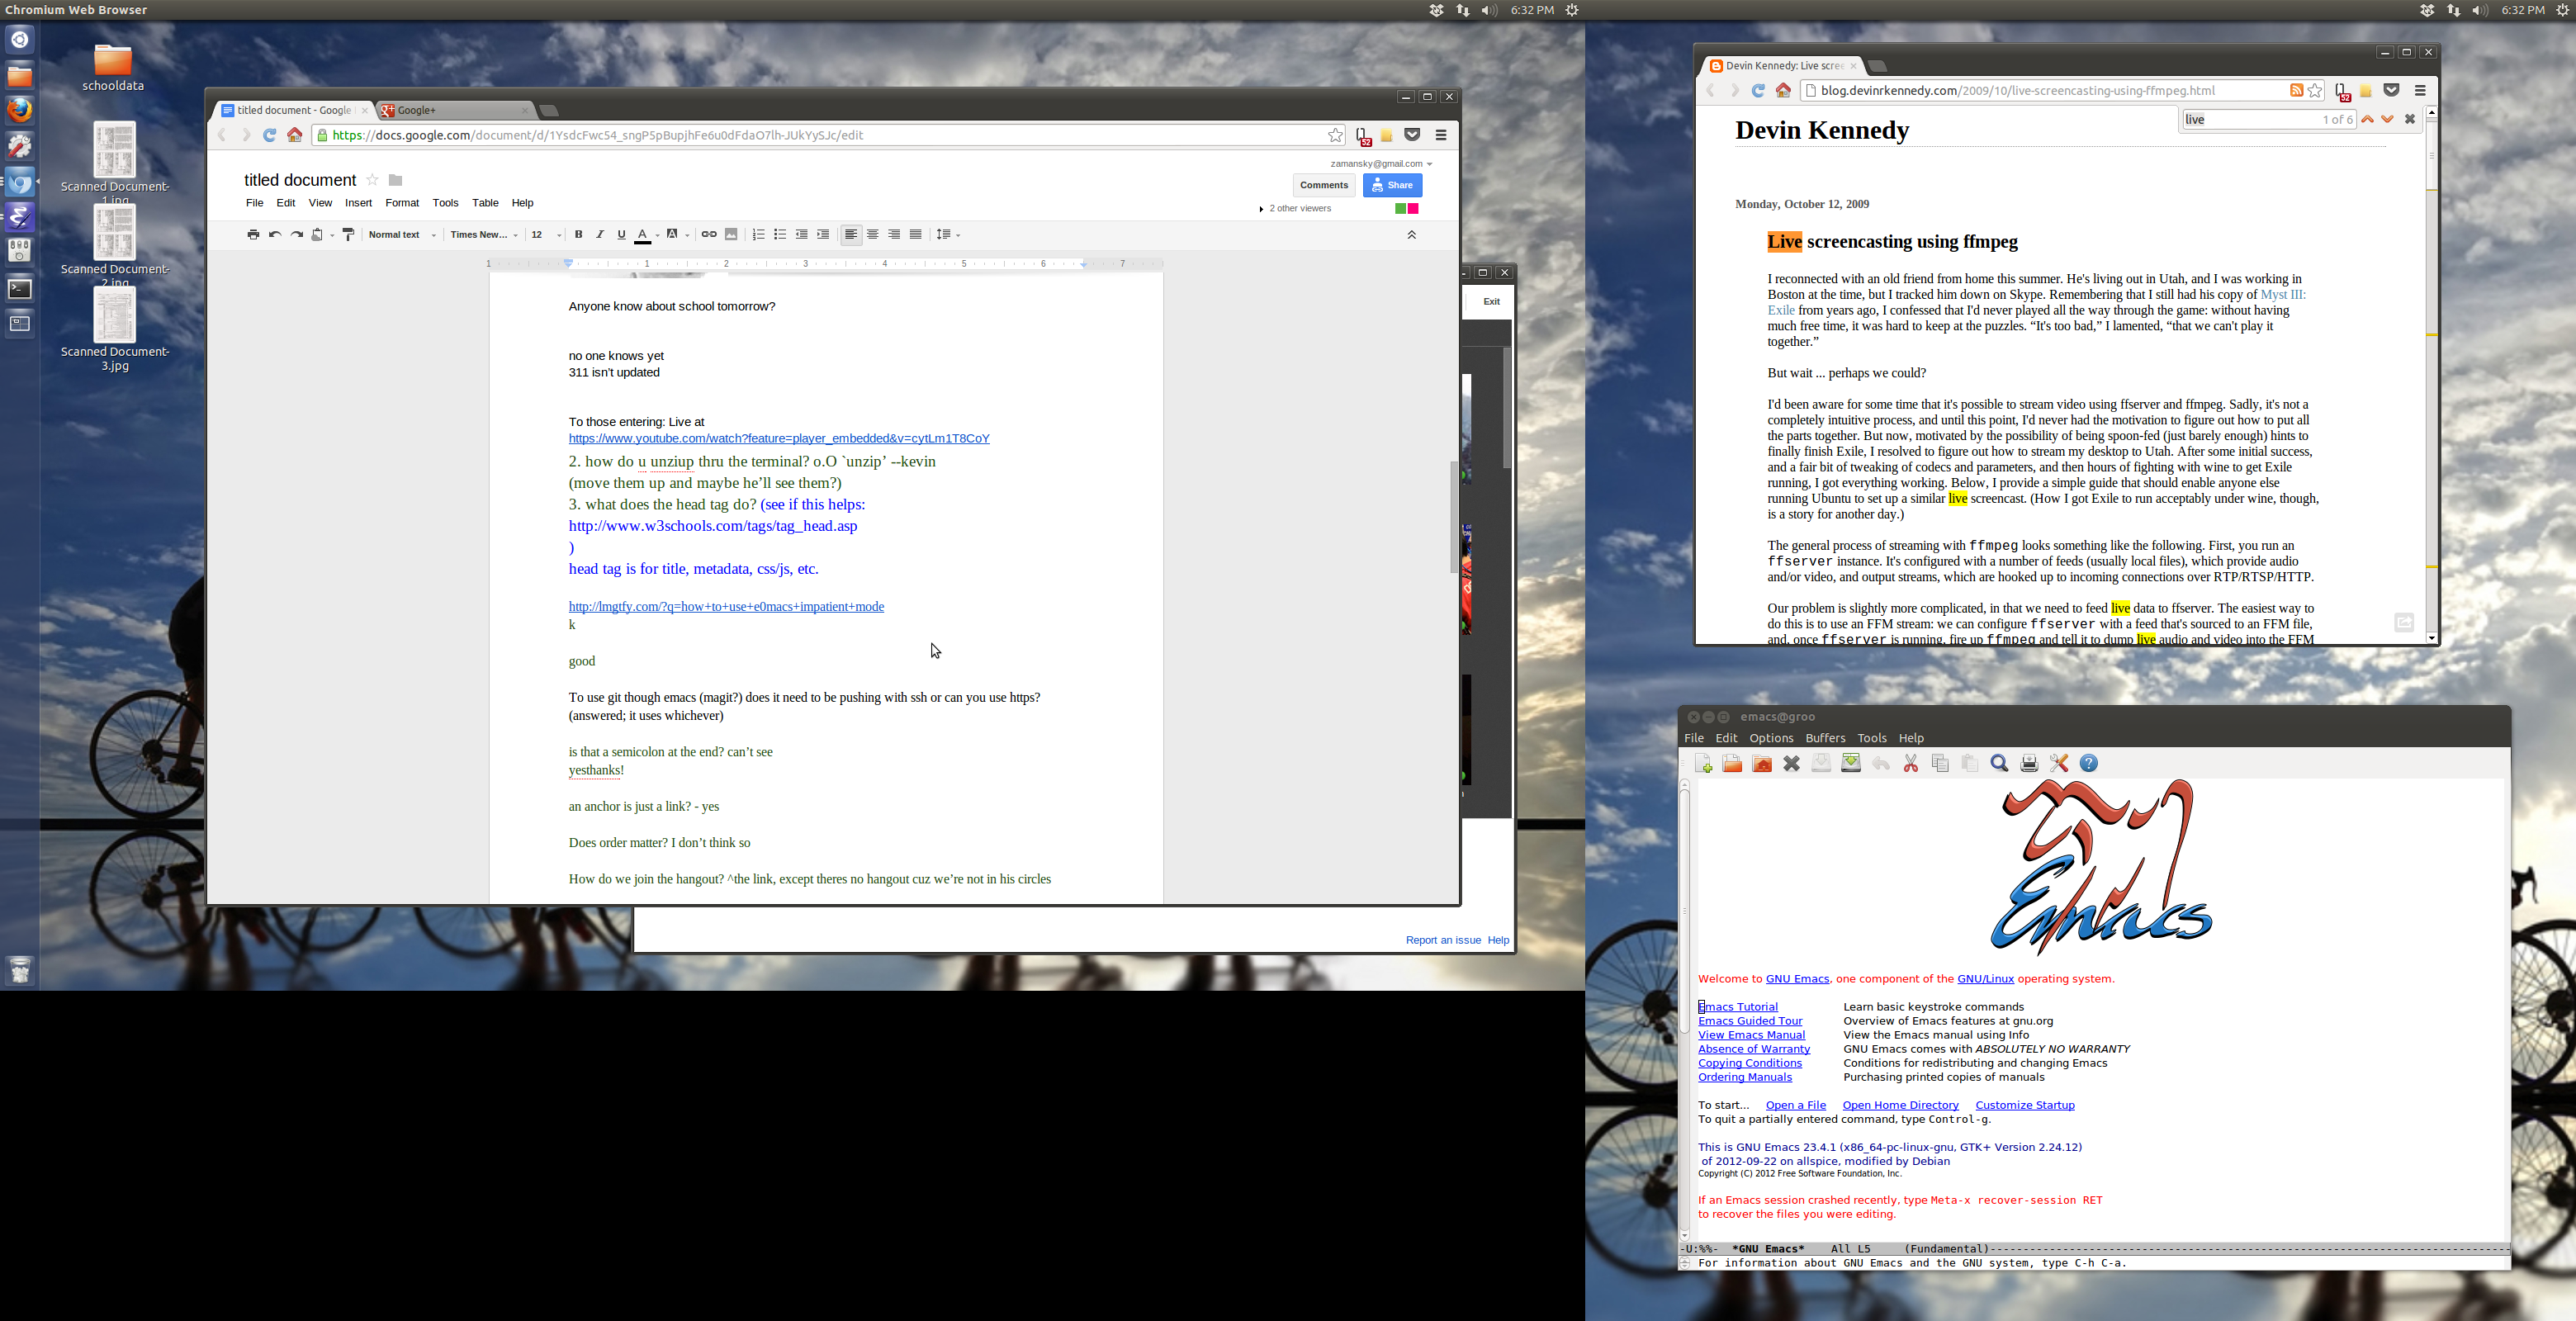 Chromium Web Browser
6:32 PM
6:32 PM
schooldata
Scanned Document-
1.jpg
Scanned Document-
2.jpg
Scanned Document-
3.jpg
titled document - Google
Google+
https://docs.google.com/document/d/1YsdcFwc54_sngP5pBupjhFe6u0dFdaO7lh-JUkYySJc/edit
52
zamansky@gmail.com
titled document
Comments
Share
File Edit View Insert Format Tools Table Help
2 other viewers
Normal text Times New... 12 B I U A A
1 1 2 3 4 5 6 7
Anyone know about school tomorrow?
no one knows yet
311 isn't updated
To those entering: Live at
https://www.youtube.com/watch?feature=player_embedded&v=cytLm1T8CoY
2. how do u unziup thru the terminal? o.O `unzip' --kevin
(move them up and maybe he'll see them?)
3. what does the head tag do? (see if this helps:
http://www.w3schools.com/tags/tag_head.asp
)
head tag is for title, metadata, css/js, etc.
http://lmgtfy.com/?q=how+to+use+e0macs+impatient+mode
k
good
To use git though emacs (magit?) does it need to be pushing with ssh or can you use https?
(answered; it uses whichever)
is that a semicolon at the end? can't see
yesthanks!
an anchor is just a link? - yes
Does order matter? I don't think so
How do we join the hangout? ^the link, except theres no hangout cuz we're not in his circles
Exit
Report an issue Help
Devin Kennedy: Live scree
blog.devinrkennedy.com/2009/10/live-screencasting-using-ffmpeg.html
52
live 1 of 6
Devin Kennedy
Monday, October 12, 2009
Live screencasting using ffmpeg
I reconnected with an old friend from home this summer. He's living out in Utah, and I was working in
Boston at the time, but I tracked him down on Skype. Remembering that I still had his copy of Myst III:
Exile from years ago, I confessed that I'd never played all the way through the game: without having
much free time, it was hard to keep at the puzzles. “It's too bad,” I lamented, “that we can't play it
together.”
But wait ... perhaps we could?
I'd been aware for some time that it's possible to stream video using ffserver and ffmpeg. Sadly, it's not a
completely intuitive process, and until this point, I'd never had the motivation to figure out how to put all
the parts together. But now, motivated by the possibility of being spoon-fed (just barely enough) hints to
finally finish Exile, I resolved to figure out how to stream my desktop to Utah. After some initial success,
and a fair bit of tweaking of codecs and parameters, and then hours of fighting with wine to get Exile
running, I got everything working. Below, I provide a simple guide that should enable anyone else
running Ubuntu to set up a similar live screencast. (How I got Exile to run acceptably under wine, though,
is a story for another day.)
The general process of streaming with ffmpeg looks something like the following. First, you run an
ffserver instance. It's configured with a number of feeds (usually local files), which provide audio
and/or video, and output streams, which are hooked up to incoming connections over RTP/RTSP/HTTP.
Our problem is slightly more complicated, in that we need to feed live data to ffserver. The easiest way to
do this is to use an FFM stream: we can configure ffserver with a feed that's sourced to an FFM file,
and, once ffserver is running, fire up ffmpeg and tell it to dump live audio and video into the FFM
emacs@groo
File Edit Options Buffers Tools Help
Emacs
Welcome to GNU Emacs, one component of the GNU/Linux operating system.
Emacs Tutorial Learn basic keystroke commands
Emacs Guided Tour Overview of Emacs features at gnu.org
View Emacs Manual View the Emacs manual using Info
Absence of Warranty GNU Emacs comes with ABSOLUTELY NO WARRANTY
Copying Conditions Conditions for redistributing and changing Emacs
Ordering Manuals Purchasing printed copies of manuals
To start... Open a File Open Home Directory Customize Startup
To quit a partially entered command, type Control-g.
This is GNU Emacs 23.4.1 (x86_64-pc-linux-gnu, GTK+ Version 2.24.12)
of 2012-09-22 on allspice, modified by Debian
Copyright (C) 2012 Free Software Foundation, Inc.
If an Emacs session crashed recently, type Meta-x recover-session RET
to recover the files you were editing.
-U:%%- *GNU Emacs* All L5 (Fundamental)
For information about GNU Emacs and the GNU system, type C-h C-a.